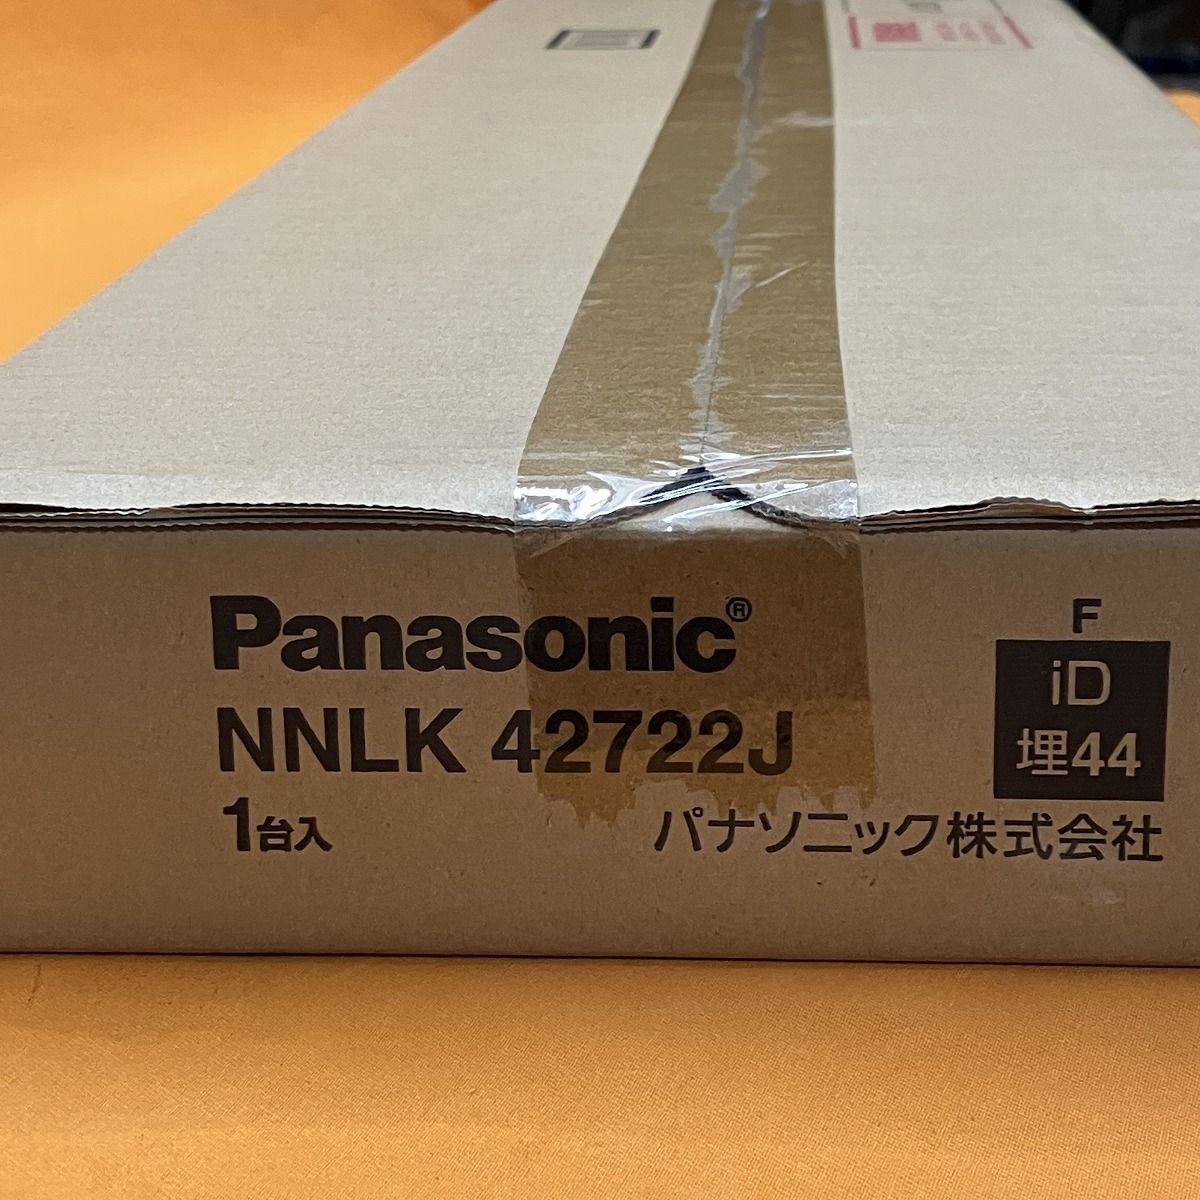 Panasonic®
NNLK 42722J
1台入
F
iD
埋44
パナソニック株式会社